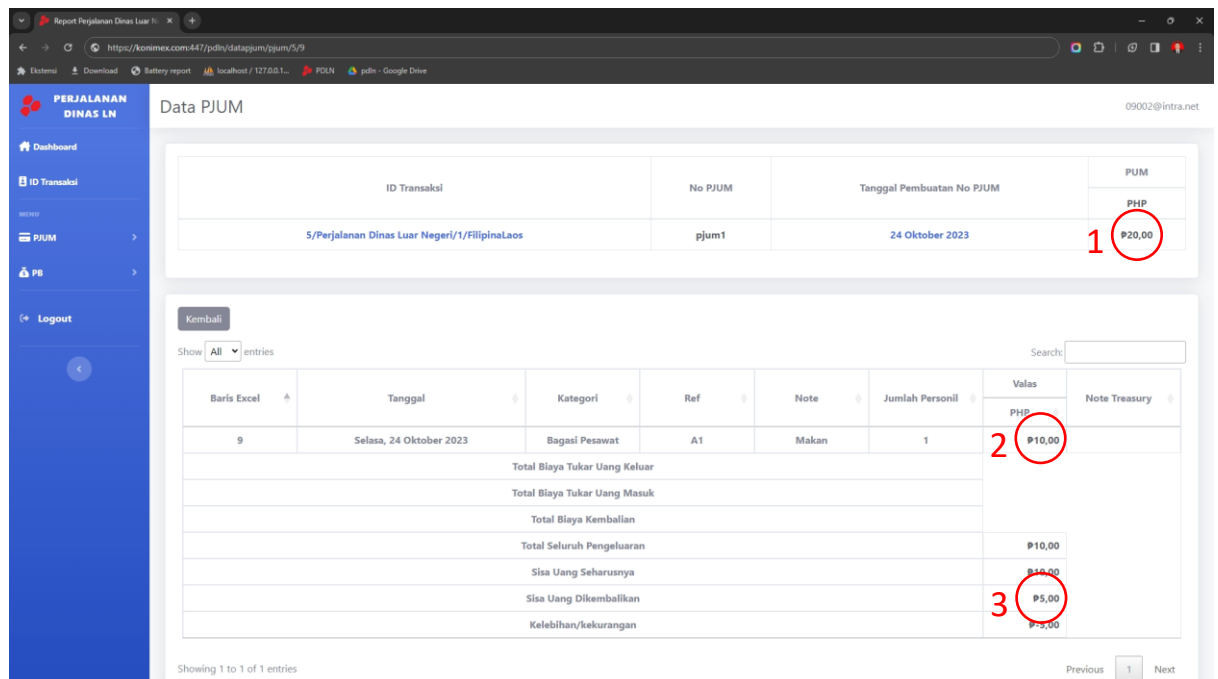 Report Perjalanan Dinas Luar N
https://konimex.com:447/pdln/datapjum/pjum/5/9
Ekstensi Download Battery report localhost / 127.0.0.1... PDLN pdln - Google Drive
PERJALANAN
DINAS LN
Data PJUM
09002@intra.net
Dashboard
ID Transaksi
MENU
PJUM
PB
Logout
ID Transaksi No PJUM Tanggal Pembuatan No PJUM PUM
PHP
5/Perjalanan Dinas Luar Negeri/1/FilipinaLaos pjum1 24 Oktober 2023 1 ₱20,00
Kembali
Show All entries Search:
Baris Excel Tanggal Kategori Ref Note Jumlah Personil Valas Note Treasury
PHP
9 Selasa, 24 Oktober 2023 Bagasi Pesawat A1 Makan 1 2 ₱10,00
Total Biaya Tukar Uang Keluar
Total Biaya Tukar Uang Masuk
Total Biaya Kembalian
Total Seluruh Pengeluaran ₱10,00
Sisa Uang Seharusnya ₱10,00
Sisa Uang Dikembalikan 3 ₱5,00
Kelebihan/kekurangan ₱-5,00
Showing 1 to 1 of 1 entries Previous 1 Next